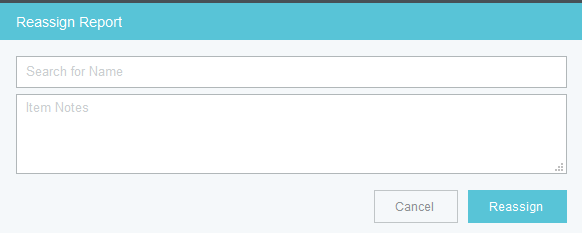 Reassign Report
Search for Name
Item Notes
Cancel
Reassign